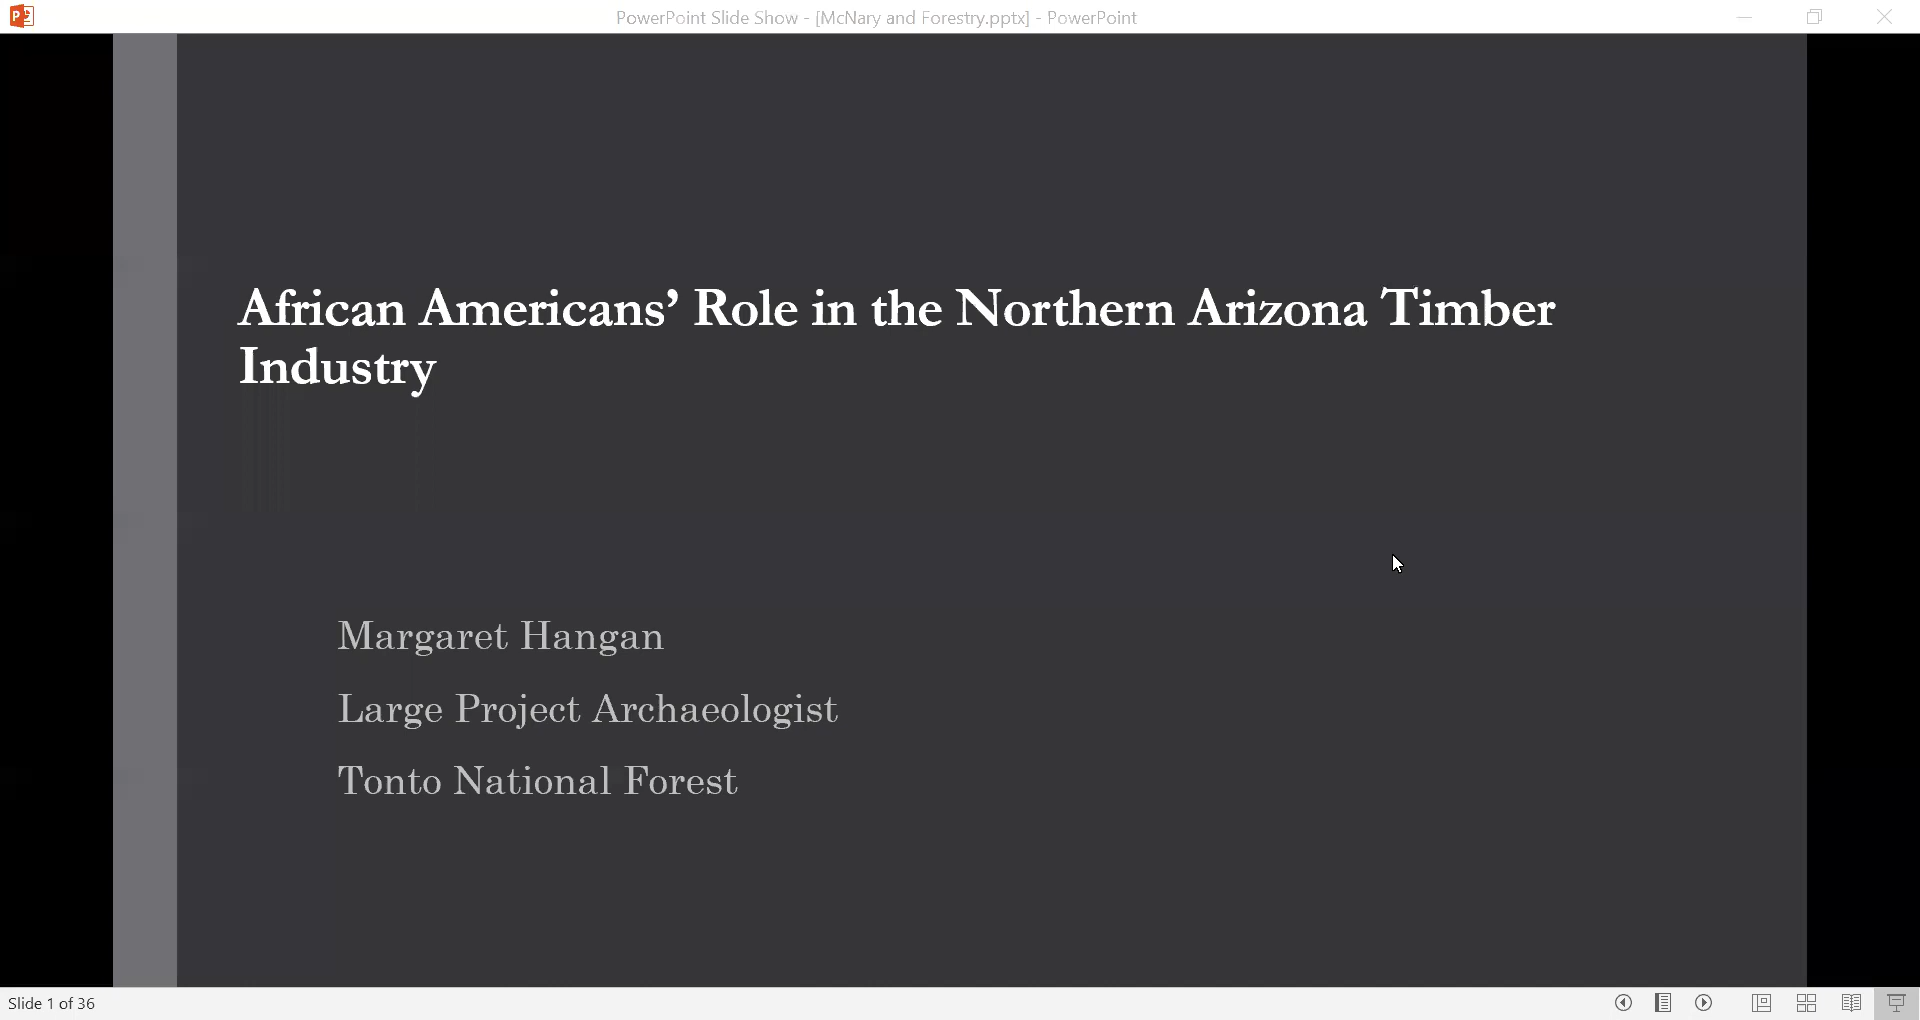 PowerPoint Slide Show - [McNary and Forestry.pptx] - PowerPoint
African Americans’ Role in the Northern Arizona Timber
Industry
Margaret Hangan
Large Project Archaeologist
Tonto National Forest
Slide 1 of 36